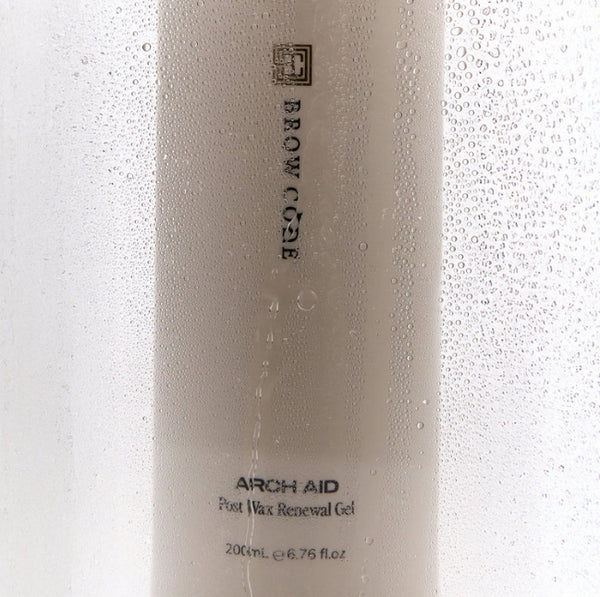 BROW CODE
ARCH AID
Post Wax Renewal Gel
200mL ℮ 6.76 fl.oz